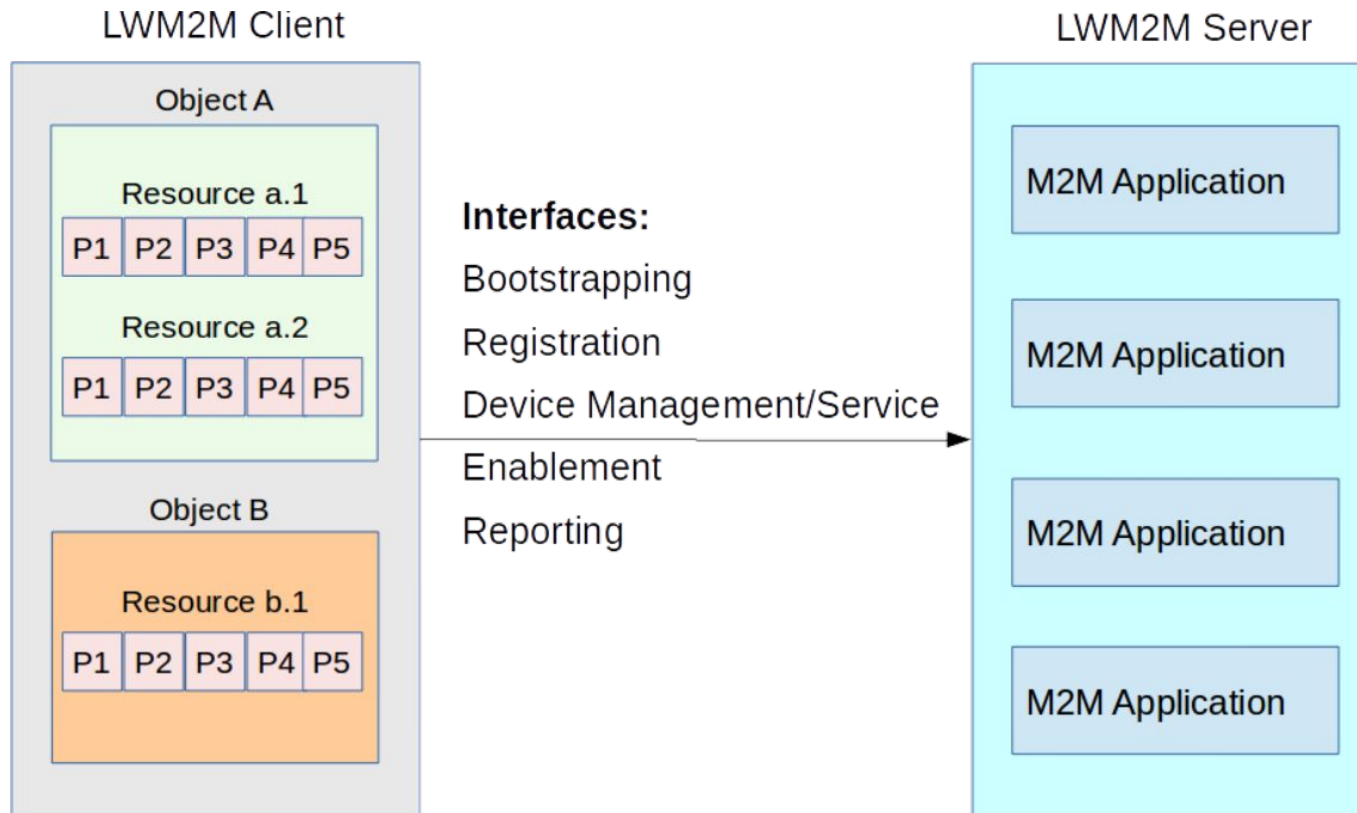 LWM2M Client
Object A
Resource a.1
P1 P2 P3 P4 P5
Resource a.2
P1 P2 P3 P4 P5
Object B
Resource b.1
P1 P2 P3 P4 P5
Interfaces:
Bootstrapping
Registration
Device Management/Service
Enablement
Reporting
LWM2M Server
M2M Application
M2M Application
M2M Application
M2M Application